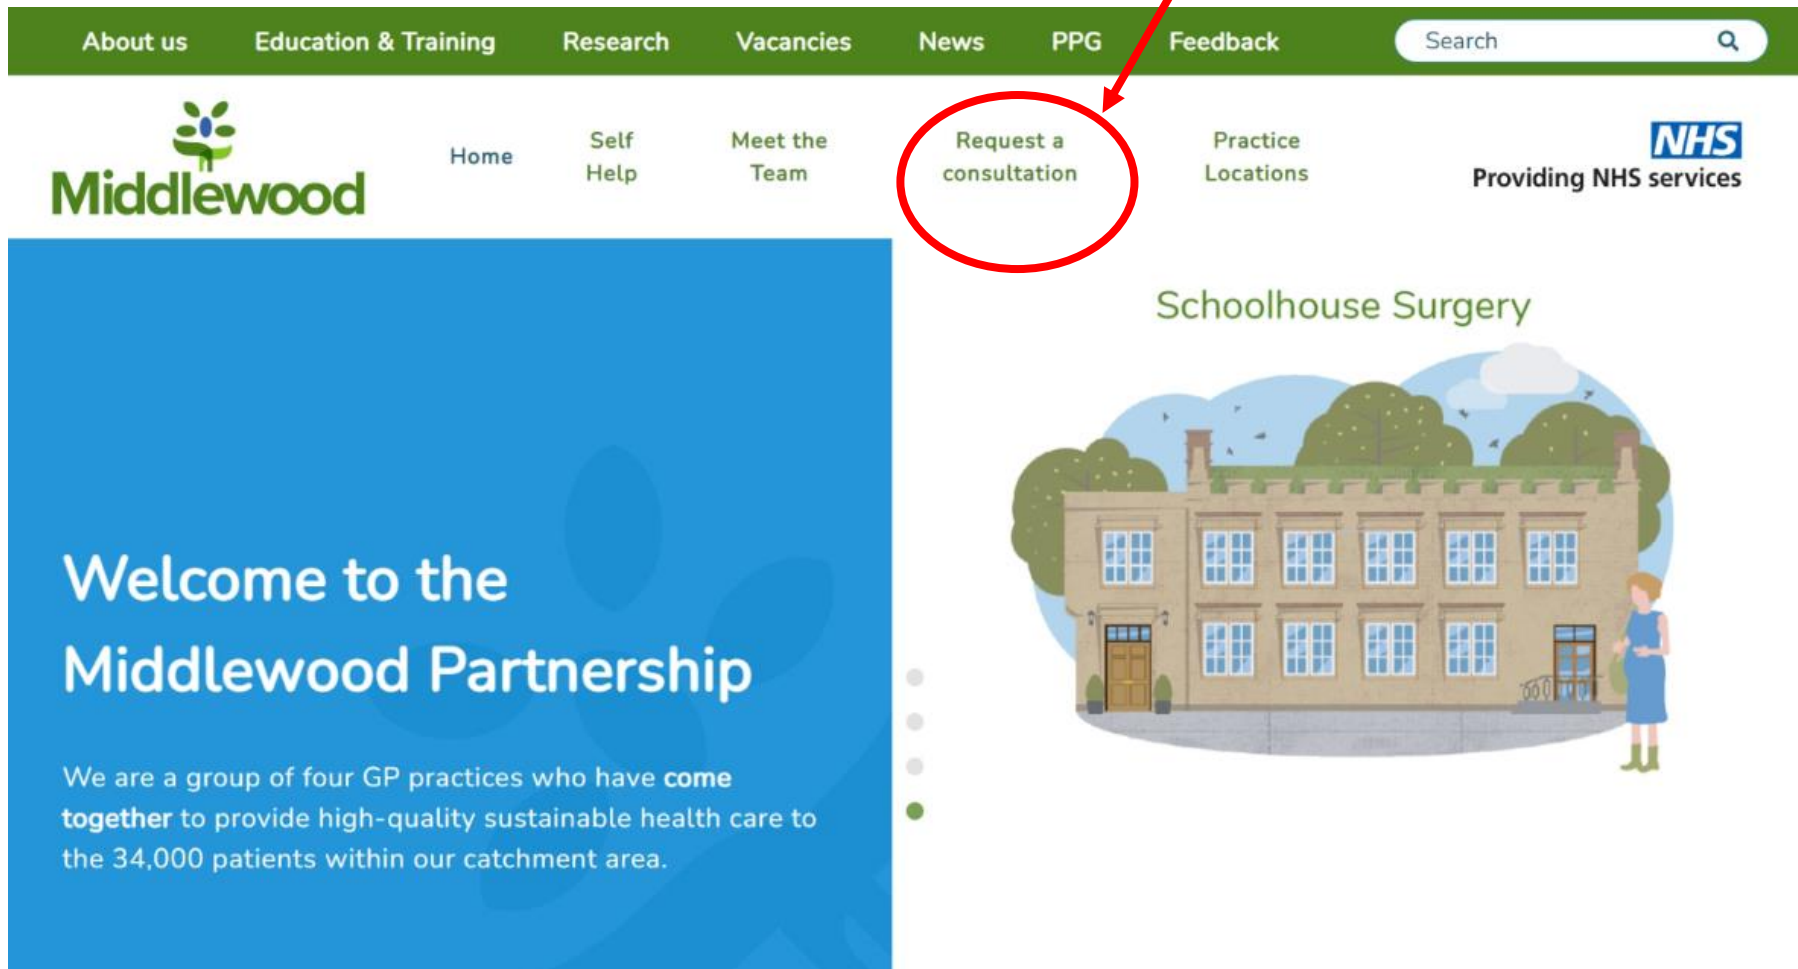 About us Education & Training Research Vacancies News PPG Feedback Search
Middlewood
Home
Self
Help
Meet the
Team
Request a
consultation
Practice
Locations
NHS
Providing NHS services
Schoolhouse Surgery
Welcome to the
Middlewood Partnership
We are a group of four GP practices who have come
together to provide high-quality sustainable health care to
the 34,000 patients within our catchment area.